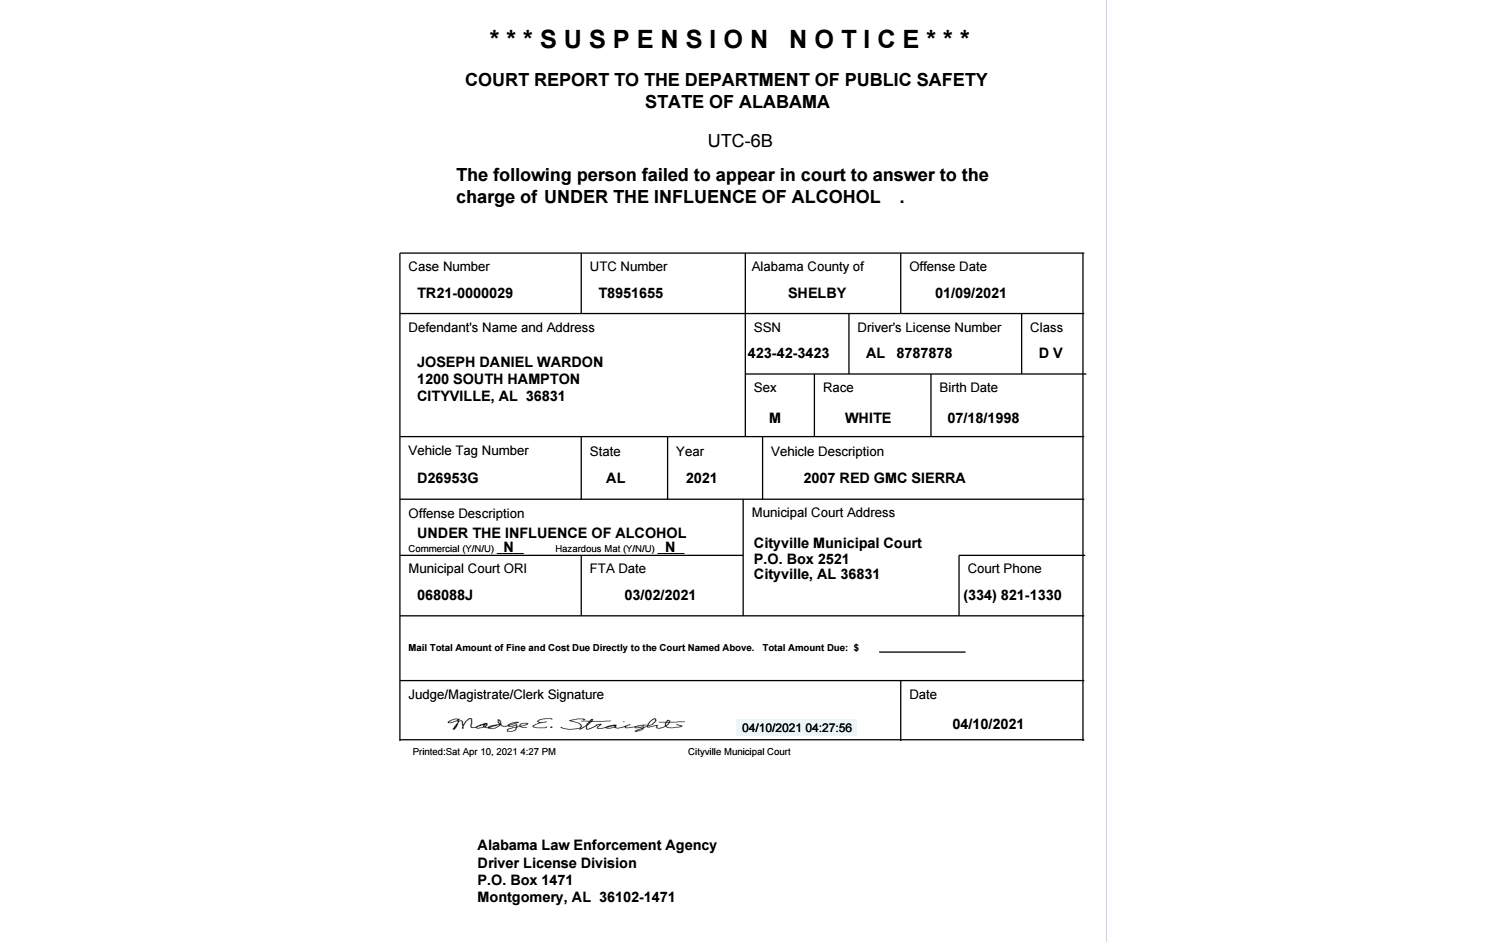 ***SUSPENSION NOTICE***
COURT REPORT TO THE DEPARTMENT OF PUBLIC SAFETY
STATE OF ALABAMA
UTC-6B
The following person failed to appear in court to answer to the
charge of UNDER THE INFLUENCE OF ALCOHOL .
Case Number UTC Number Alabama County of Offense Date
TR21-0000029 T8951655 SHELBY 01/09/2021
Defendant's Name and Address SSN Driver's License Number Class
423-42-3423 AL 8787878 D V
JOSEPH DANIEL WARDON
1200 SOUTH HAMPTON
CITYVILLE, AL 36831
Sex Race Birth Date
M WHITE 07/18/1998
Vehicle Tag Number State Year Vehicle Description
D26953G AL 2021 2007 RED GMC SIERRA
Offense Description
UNDER THE INFLUENCE OF ALCOHOL
Commercial (Y/N/U) N Hazardous Mat (Y/N/U) N
Municipal Court Address
Cityville Municipal Court
P.O. Box 2521
Cityville, AL 36831
Municipal Court ORI FTA Date Court Phone
068088J 03/02/2021 (334) 821-1330
Mail Total Amount of Fine and Cost Due Directly to the Court Named Above. Total Amount Due: $
Judge/Magistrate/Clerk Signature Date
Madge E. Straights 04/10/2021 04:27:56 04/10/2021
Printed:Sat Apr 10, 2021 4:27 PM Cityville Municipal Court
Alabama Law Enforcement Agency
Driver License Division
P.O. Box 1471
Montgomery, AL 36102-1471